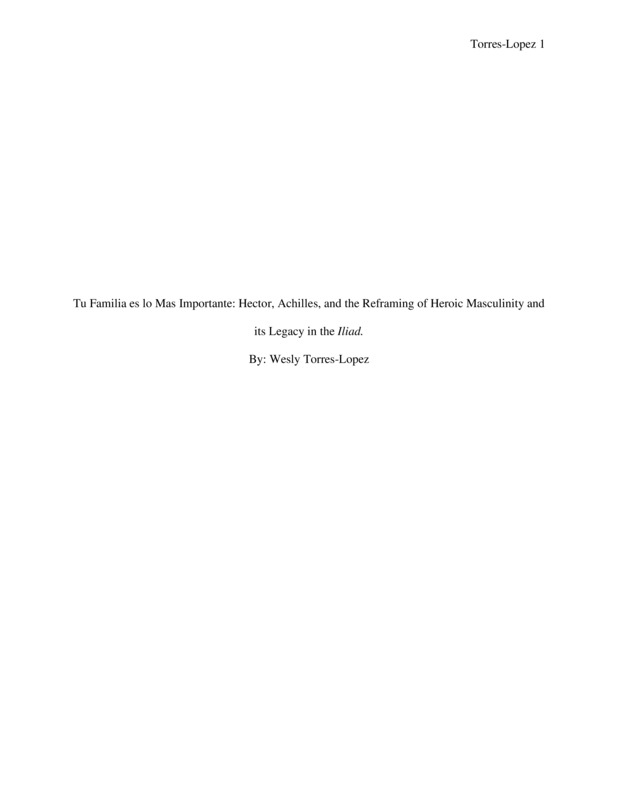 Torres-Lopez 1
Tu Familia es lo Mas Importante: Hector, Achilles, and the Reframing of Heroic Masculinity and
its Legacy in the Iliad.
By: Wesly Torres-Lopez